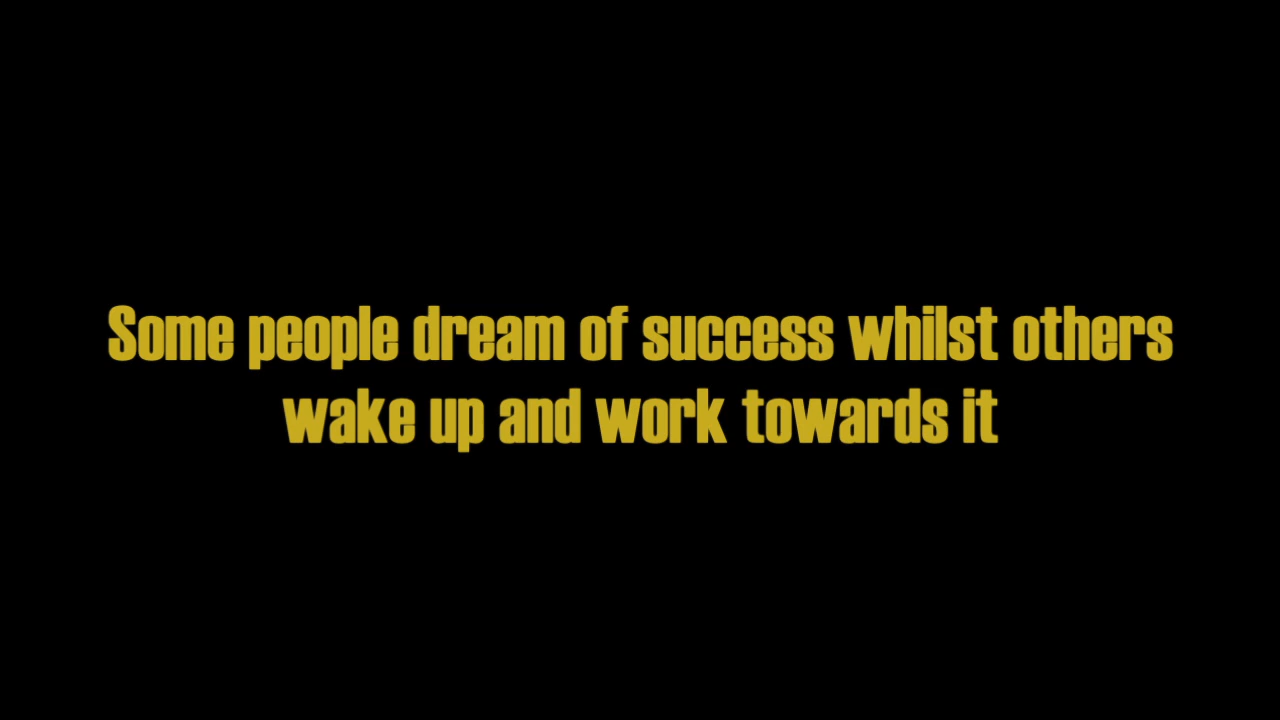 Some people dream of success whilst others
wake up and work towards it